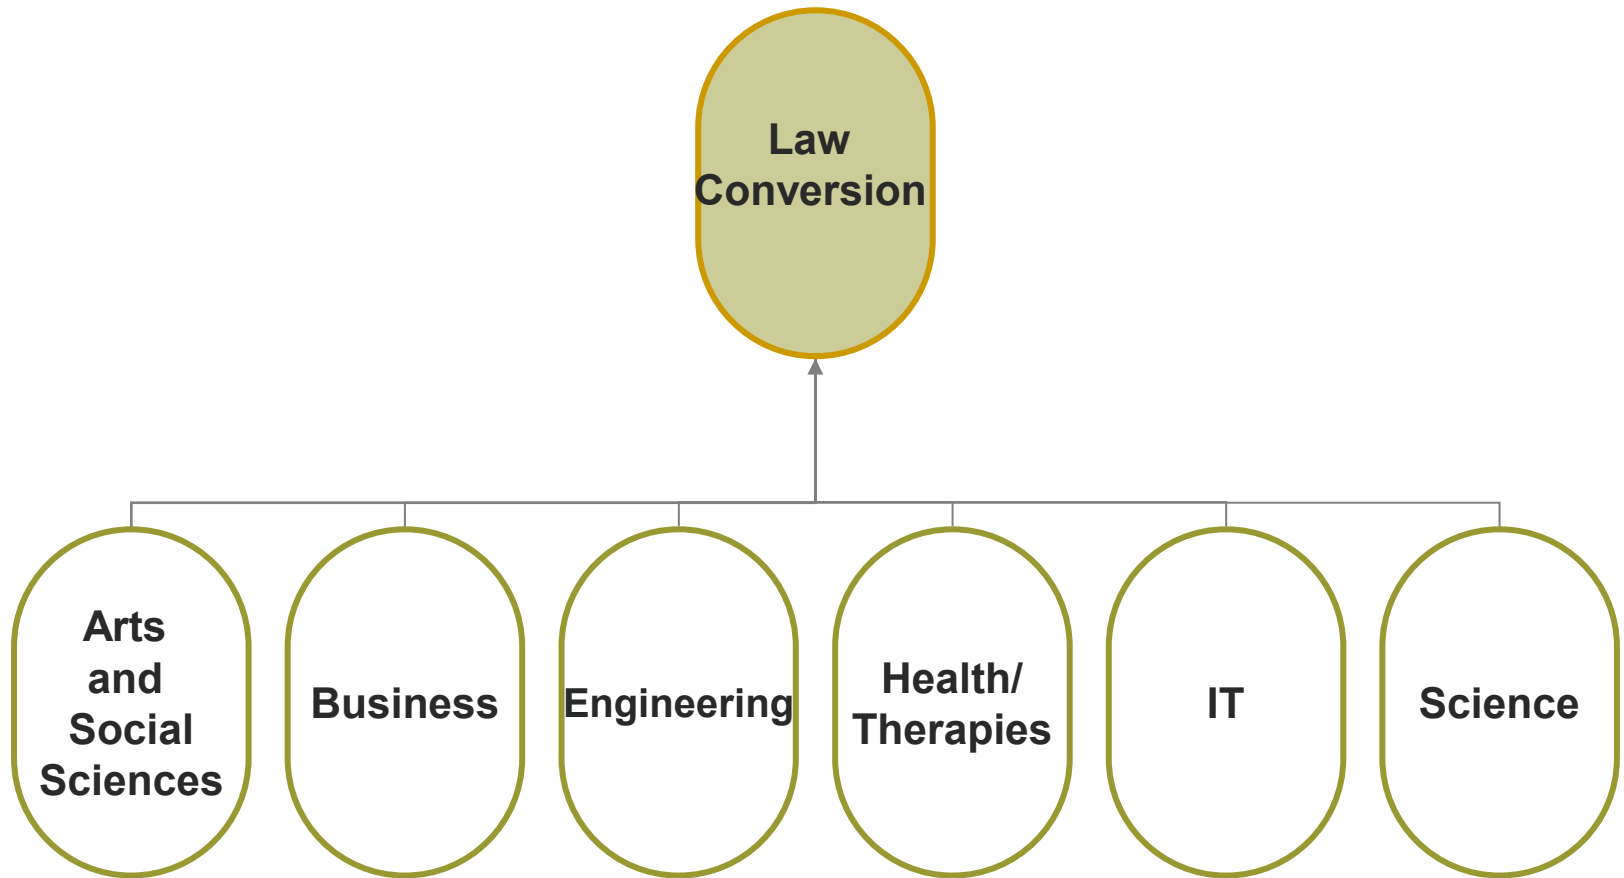 Law
Conversion
Arts
and
Social
Sciences
Business
Engineering
Health/
Therapies
IT
Science